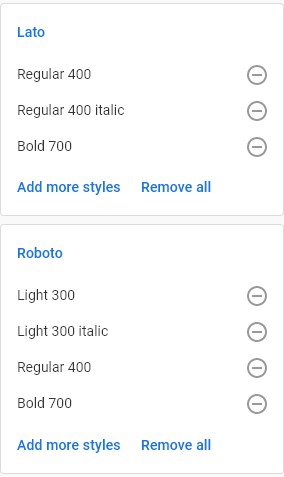 Lato
Regular 400
Regular 400 italic
Bold 700
Add more styles Remove all
Roboto
Light 300
Light 300 italic
Regular 400
Bold 700
Add more styles Remove all